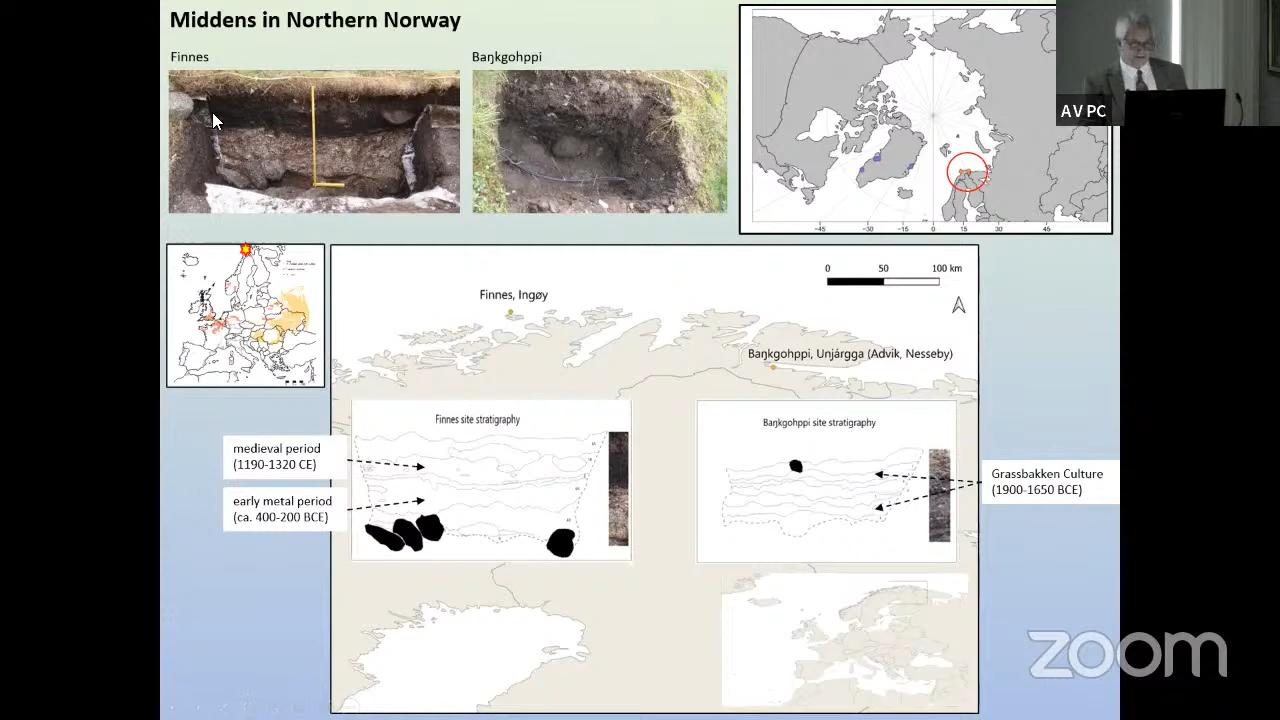 Middens in Northern Norway
Finnes
Baŋkgohppi
AV PC
-45
-30
-15
0
15
30
45
0 50 100 km
Finnes, Ingøy
Baŋkgohppi, Unjárgga (Advik, Nesseby)
Finnes site stratigraphy
Baŋkgohppi site stratigraphy
medieval period
(1190-1320 CE)
early metal period
(ca. 400-200 BCE)
Grassbakken Culture
(1900-1650 BCE)
zoom